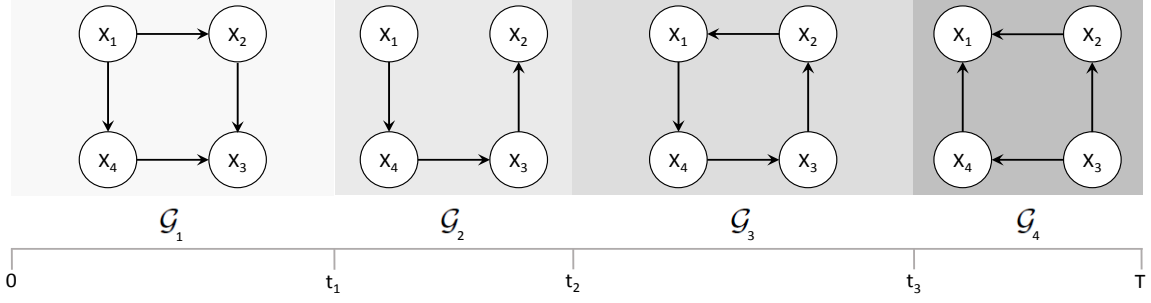 X₁ X₂ X₁ X₂ X₁ X₂ X₁ X₂
X₄ X₃ X₄ X₃ X₄ X₃ X₄ X₃
𝒢₁ 𝒢₂ 𝒢₃ 𝒢₄
0 t₁ t₂ t₃ T